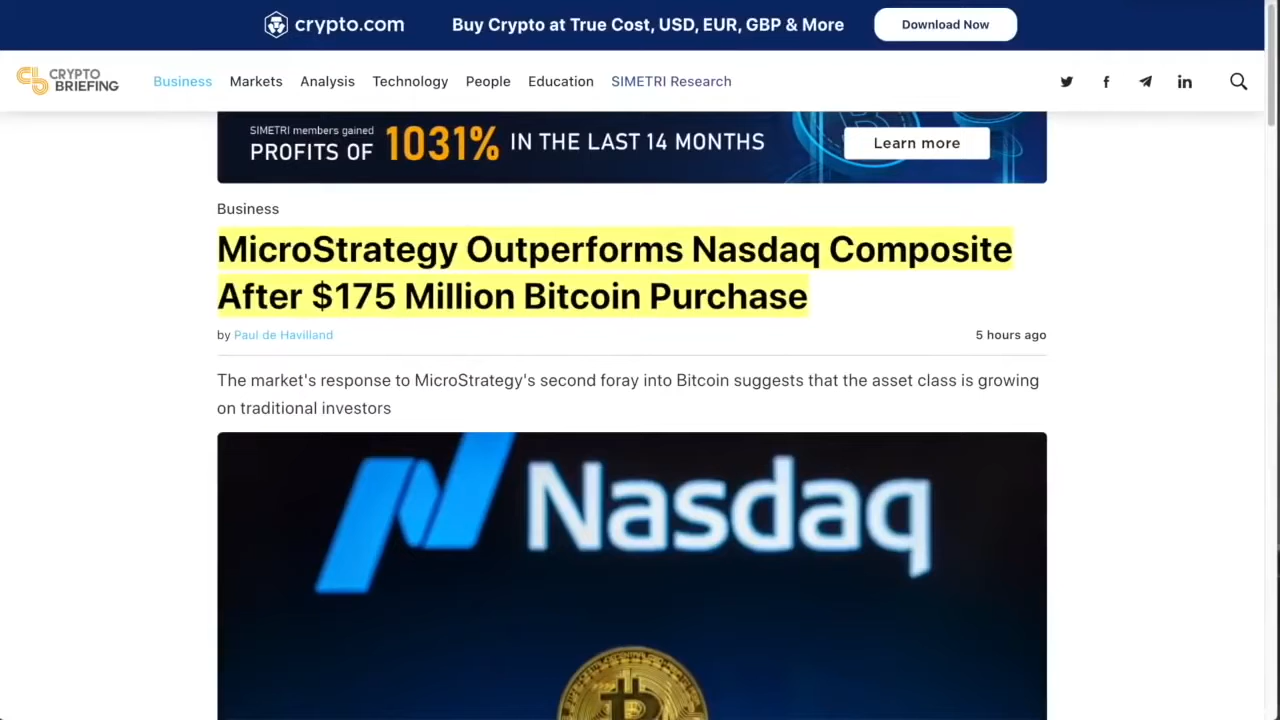 crypto.com
Buy Crypto at True Cost, USD, EUR, GBP & More
Download Now
CRYPTO
BRIEFING
Business Markets Analysis Technology People Education SIMETRI Research
SIMETRI members gained
PROFITS OF 1031% IN THE LAST 14 MONTHS
Learn more
Business
MicroStrategy Outperforms Nasdaq Composite
After $175 Million Bitcoin Purchase
by Paul de Havilland
5 hours ago
The market's response to MicroStrategy's second foray into Bitcoin suggests that the asset class is growing
on traditional investors
Nasdaq